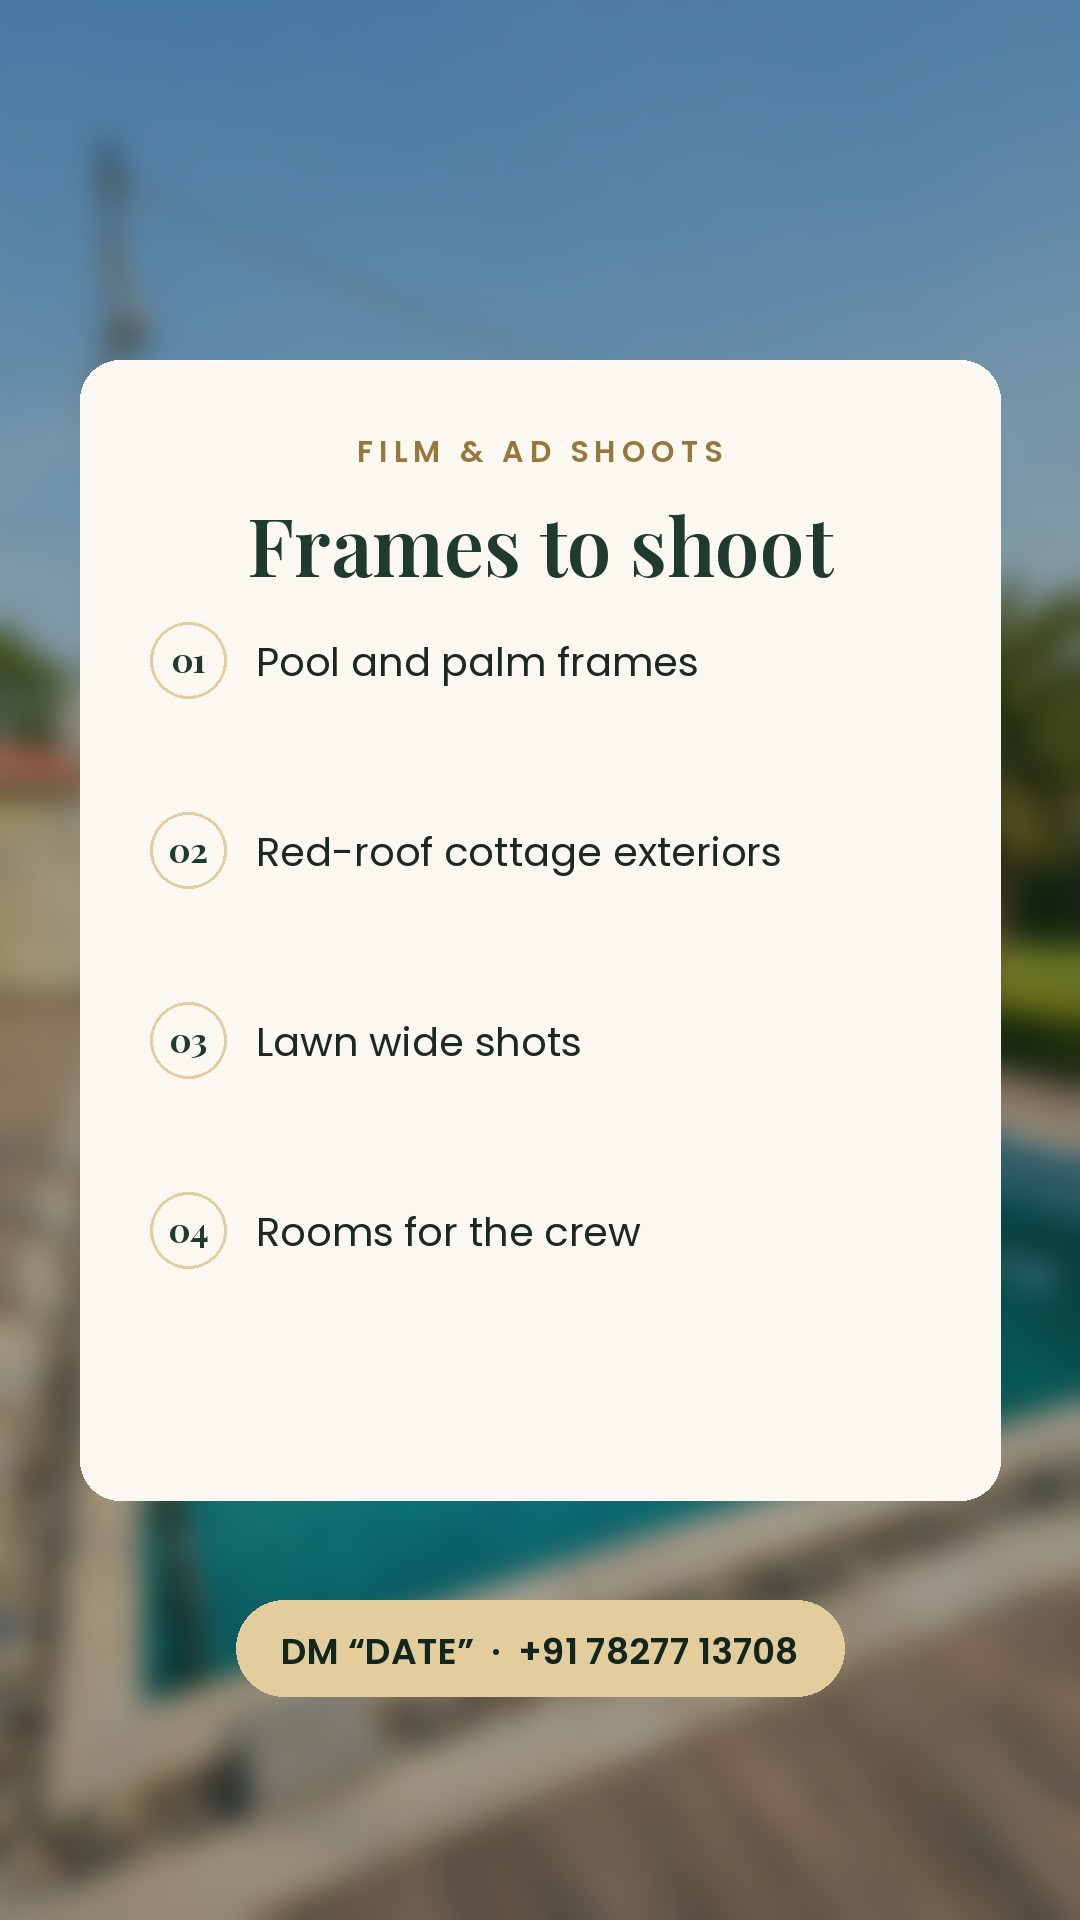 FILM & AD SHOOTS
Frames to shoot
01 Pool and palm frames
02 Red-roof cottage exteriors
03 Lawn wide shots
04 Rooms for the crew
DM “DATE” · +91 78277 13708